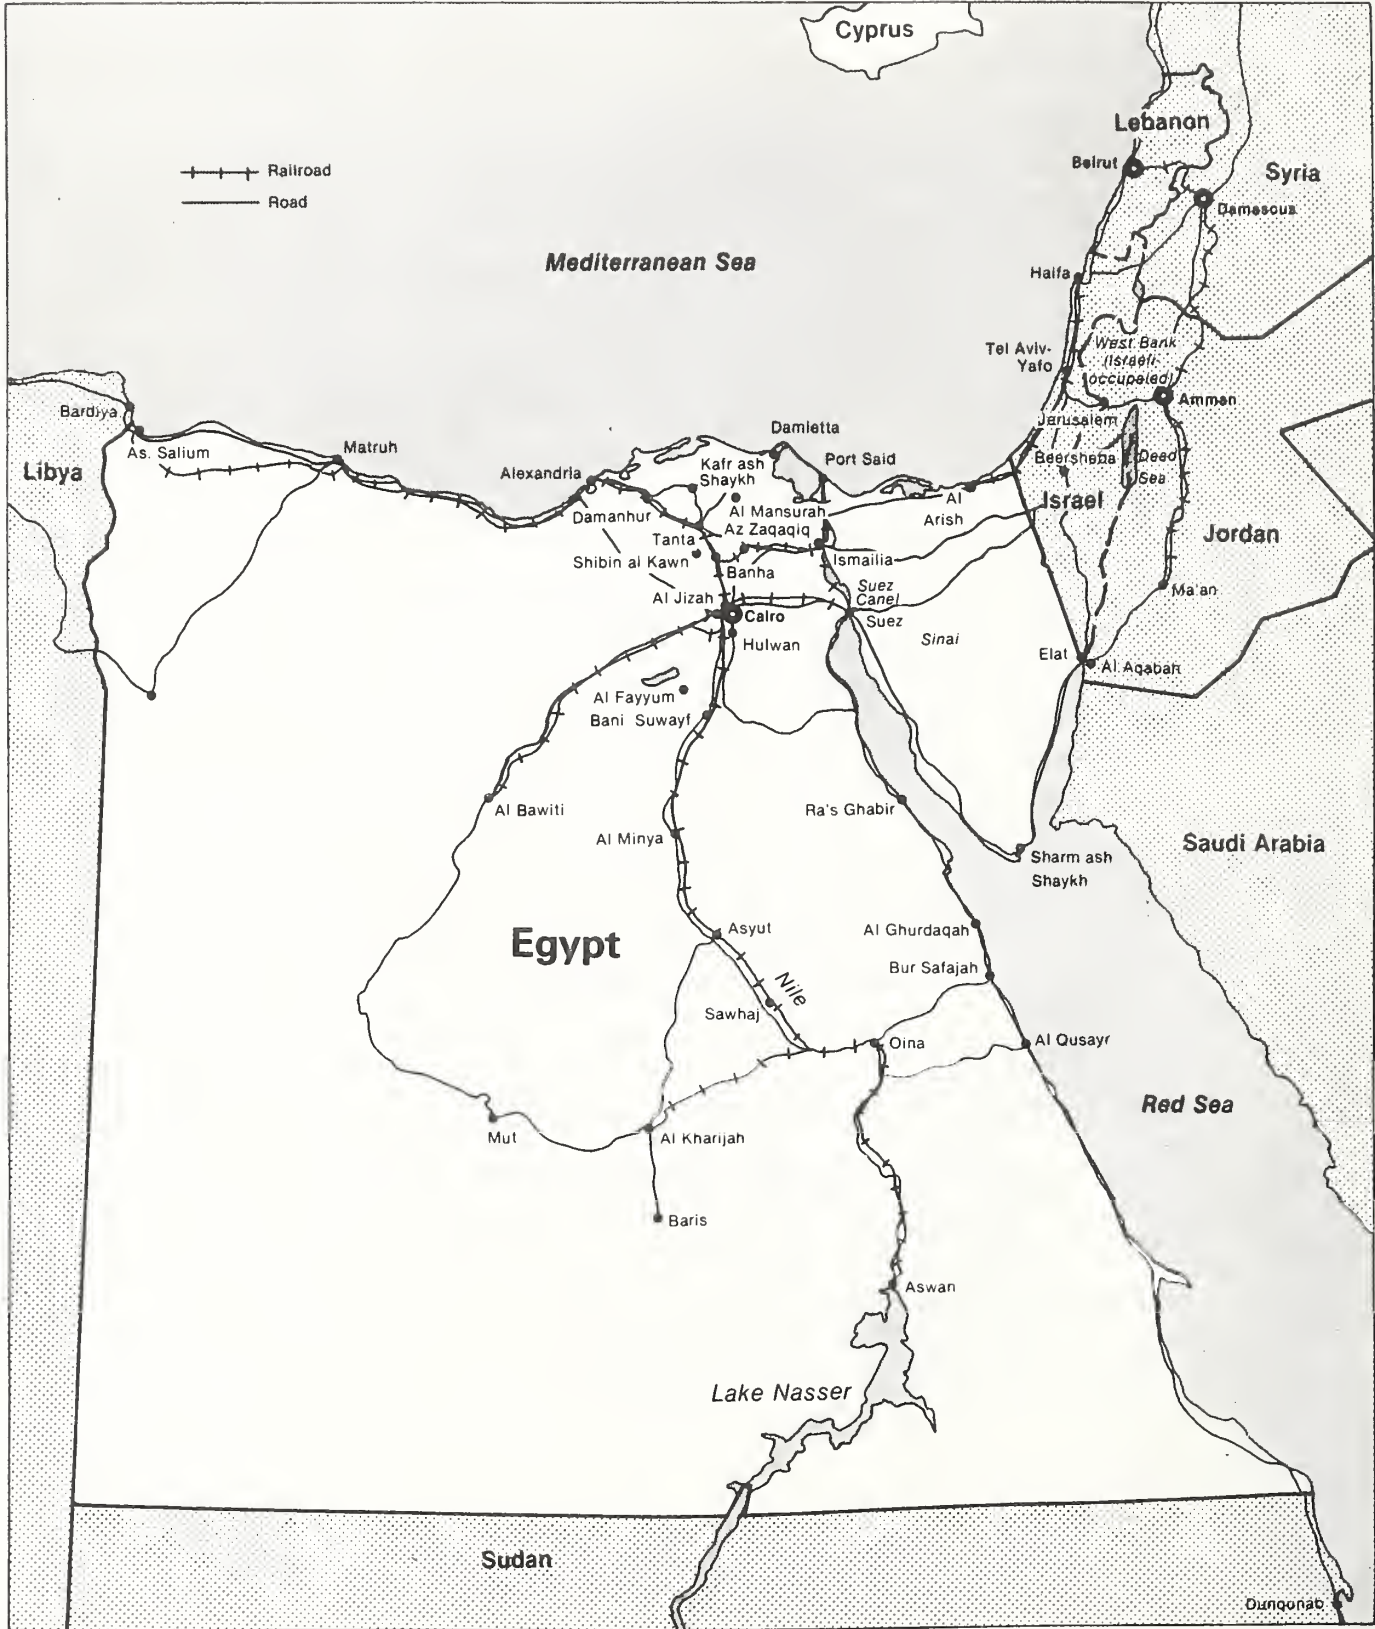 Cyprus
Lebanon
Beirut
Syria
Damascus
Railroad
Road
Mediterranean Sea
Haifa
Tel Aviv-
Yafo
West Bank
(Israeli-
occupaled)
Amman
Jarusalem
Bardiya
As. Salium
Matruh
Libya
Damietta
Alexandria
Kafr ash
Shaykh
Port Said
Beersheba
Dead
Sea
Al
Arish
Israel
Al Mansurah
Damanhur
Az Zaqaqiq
Tanta
Jordan
Shibin al Kawn
Ismailia
Banha
Suez
Canel
Al Jizah
Cairo
Suez
Ma'an
Hulwan
Sinai
Elat
Al Aqabah
Al Fayyum
Bani Suwayf
Al Bawiti
Ra's Ghabir
Al Minya
Saudi Arabia
Sharm ash
Shaykh
Egypt
Asyut
Al Ghurdaqah
Bur Safajah
Nile
Sawhaj
Oina
Al Qusayr
Red Sea
Mut
Al Kharijah
Baris
Aswan
Lake Nasser
Sudan
Dunqunab